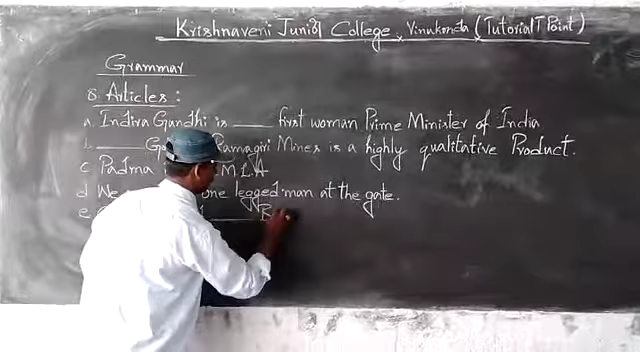 Krishnaveni Junior College, Vinukonda (Tutorial T Point)
Grammar
8. Articles :
a. Indira Gandhi is ____ first woman Prime Minister of India
b. ____ Ramagiri Mines is a highly qualitative Product.
c Padma M.L.A
d We one legged man at the gate.
e ____ R